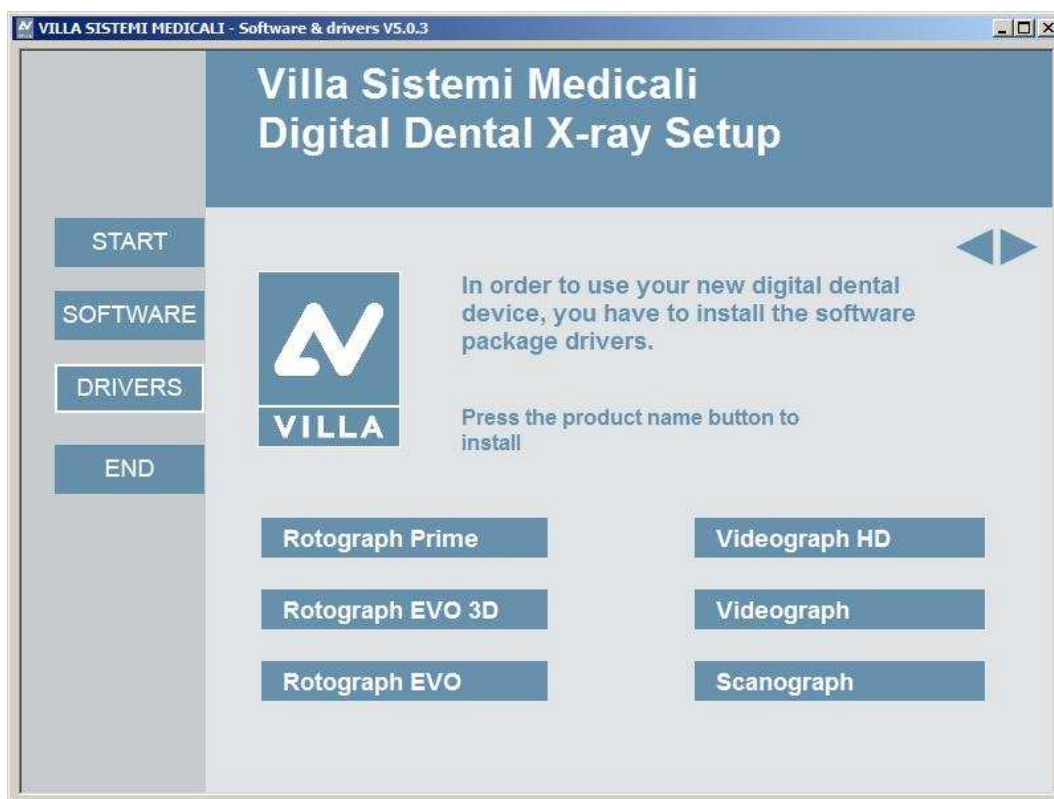 VILLA SISTEMI MEDICALI - Software & drivers V5.0.3
Villa Sistemi Medicali
Digital Dental X-ray Setup
START
SOFTWARE
DRIVERS
END
VILLA
In order to use your new digital dental
device, you have to install the software
package drivers.
Press the product name button to
install
Rotograph Prime
Videograph HD
Rotograph EVO 3D
Videograph
Rotograph EVO
Scanograph